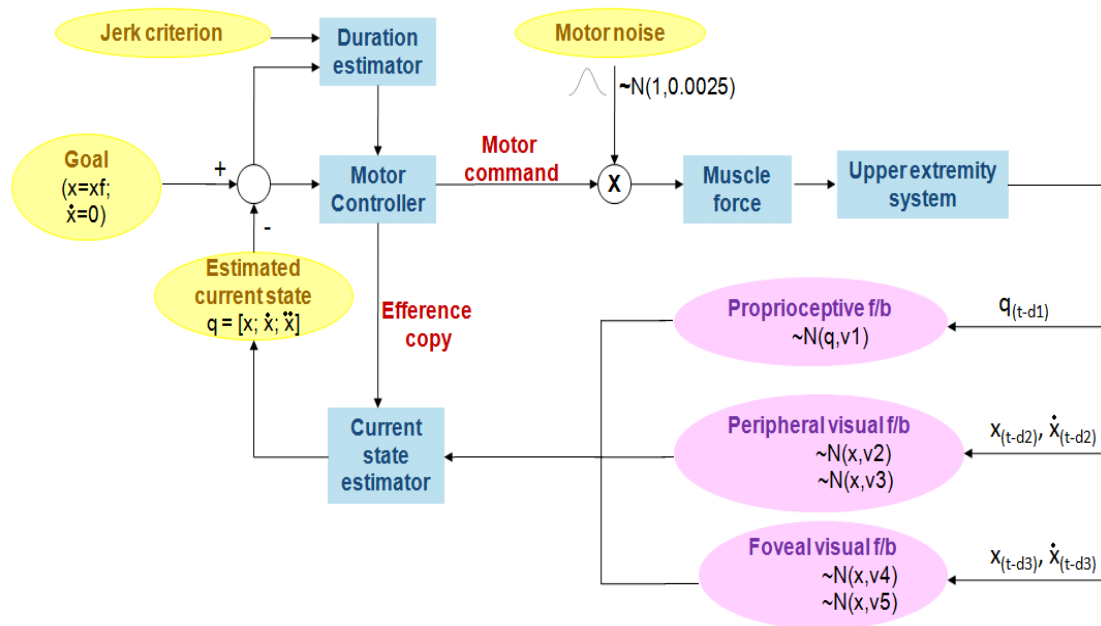 Jerk criterion
Duration
estimator
Motor noise
~N(1,0.0025)
Goal
(x=xf;
ẋ=0)
+
-
Motor
Controller
Motor
command
X
Muscle
force
Upper extremity
system
Estimated
current state
q = [x; ẋ; ẍ]
Efference
copy
Current
state
estimator
Proprioceptive f/b
~N(q,v1)
q(t-d1)
Peripheral visual f/b
~N(x,v2)
~N(x,v3)
x(t-d2), ẋ(t-d2)
Foveal visual f/b
~N(x,v4)
~N(x,v5)
x(t-d3), ẋ(t-d3)